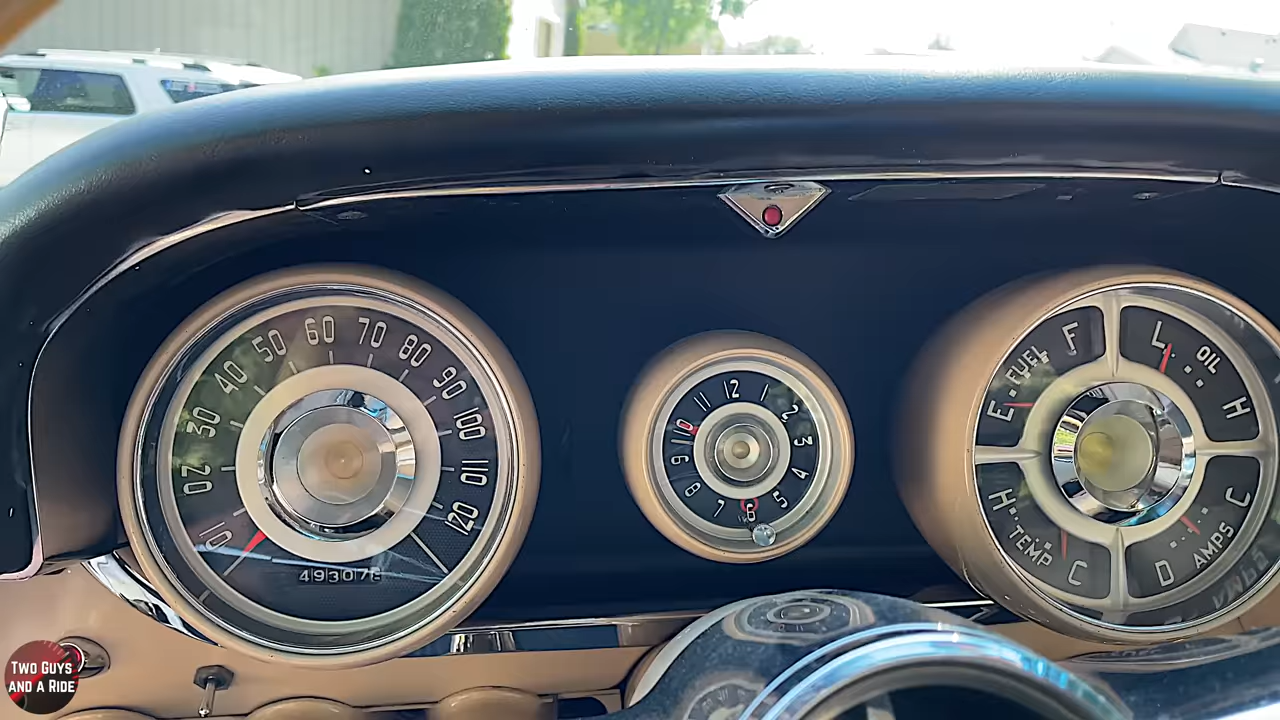 10 20 30 40 50 60 70 80 90 100 110 120
49307
12 1 2 3 4 5 6 7 8 9 10 11
E FUEL F
L OIL H
H TEMP C
D AMPS C
TWO GUYS
AND A RIDE